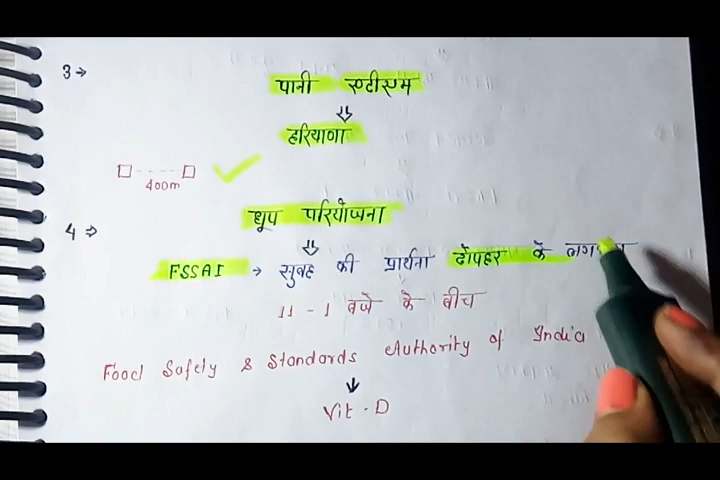 3→
पानी एटीएम
हरियाणा
400m
4⇒
धूप परियोजना
FSSAI → सुबह की प्रार्थना दोपहर के
11 - 1 बजे के बीच
Food Safety & Standards Authority of India
Vit. D